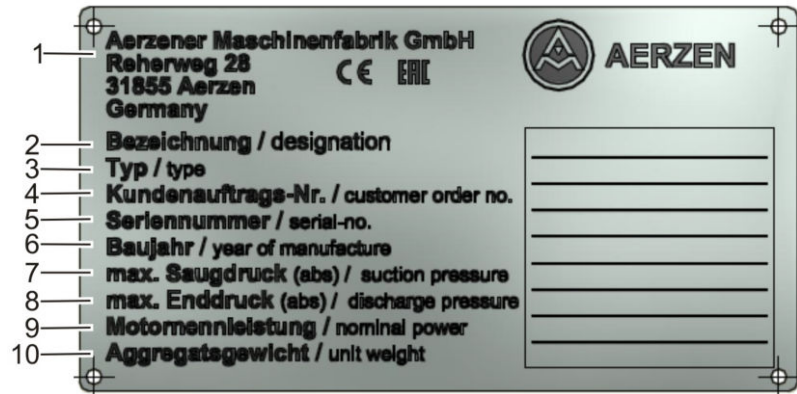 1
Aerzener Maschinenfabrik GmbH
Reherweg 28
31855 Aerzen
Germany
CE EAC
AERZEN
2 Bezeichnung / designation
3 Typ / type
4 Kundenauftrags-Nr. / customer order no.
5 Seriennummer / serial-no.
6 Baujahr / year of manufacture
7 max. Saugdruck (abs) / suction pressure
8 max. Enddruck (abs) / discharge pressure
9 Motornennleistung / nominal power
10 Aggregatsgewicht / unit weight